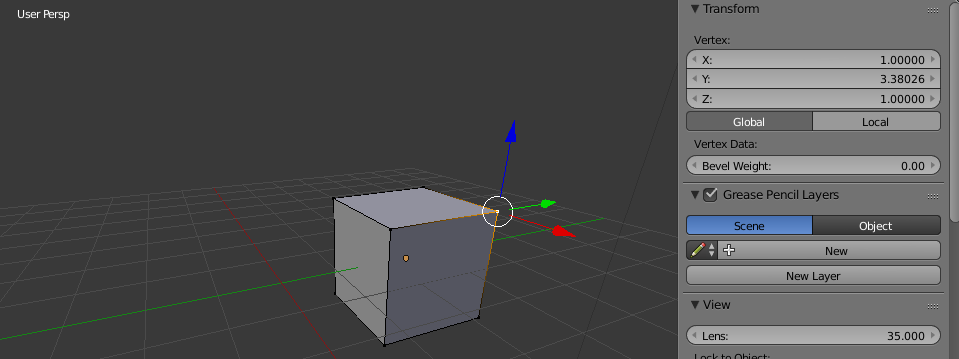 User Persp
Transform
Vertex:
X: 1.00000
Y: 3.38026
Z: 1.00000
Global Local
Vertex Data:
Bevel Weight: 0.00
Grease Pencil Layers
Scene Object
New
New Layer
View
Lens: 35.000
Lock to Object: